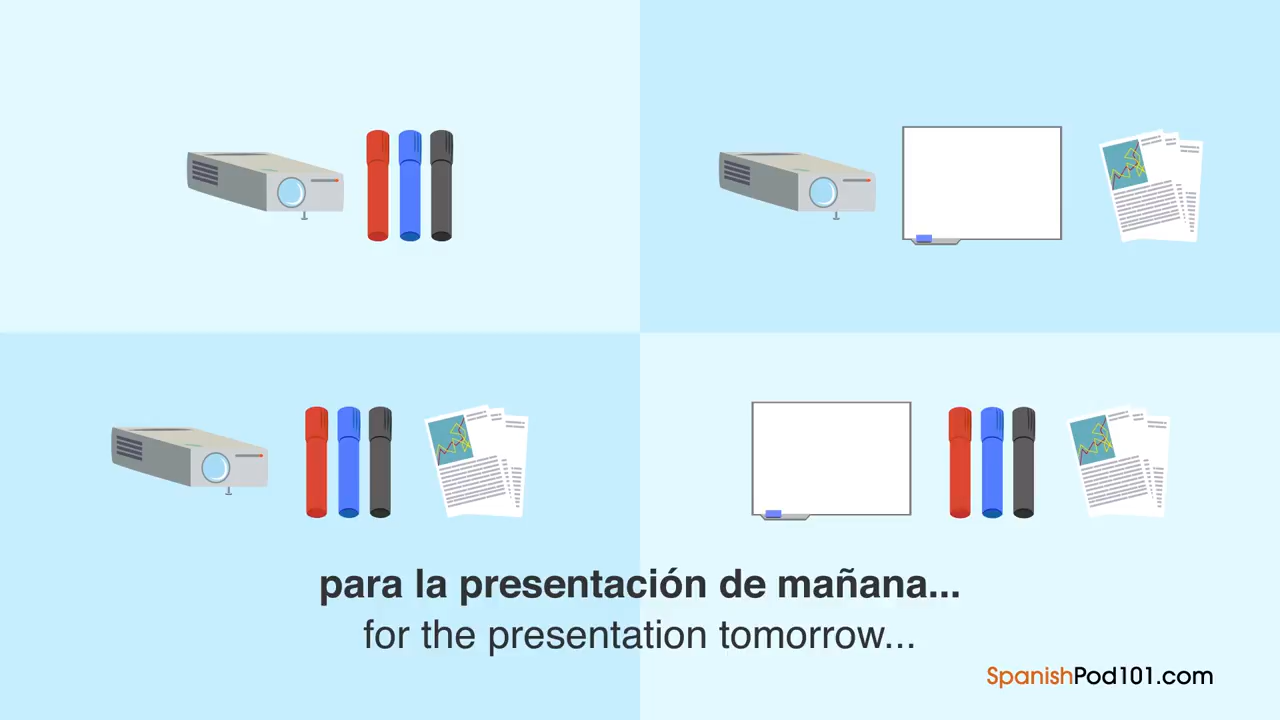 para la presentación de mañana...
for the presentation tomorrow...
SpanishPod101.com